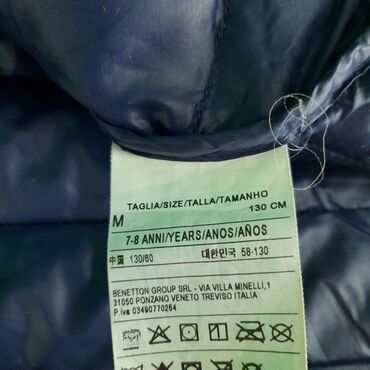 TAGLIA/SIZE/TALLA/TAMANHO
M 130 CM
7-8 ANNI/YEARS/ANOS/AÑOS
中国 130/60 대한민국 58-130
BENETTON GROUP SRL - VIA VILLA MINELLI,1
31050 PONZANO VENETO TREVISO ITALIA
P.iva 03490770264